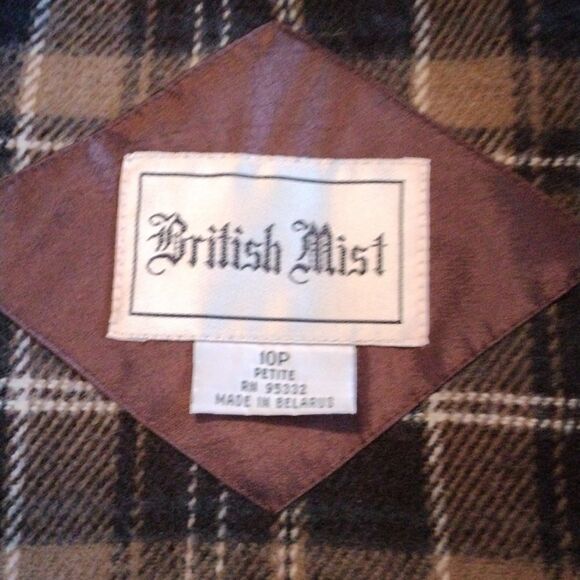 British Mist
10P
PETITE
RN 95332
MADE IN BELARUS